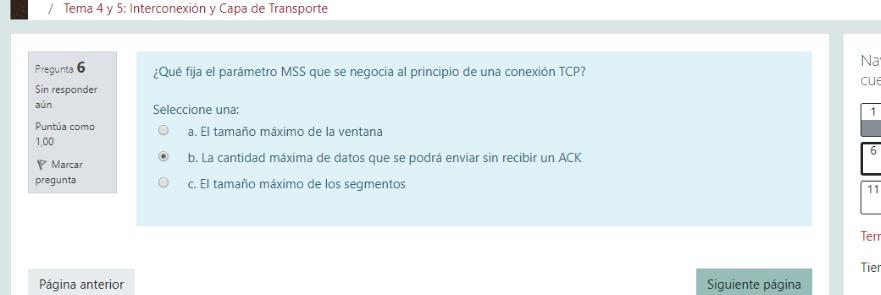 / Tema 4 y 5: Interconexión y Capa de Transporte
Pregunta 6
Sin responder
aún
Puntúa como
1,00
Marcar
pregunta
¿Qué fija el parámetro MSS que se negocia al principio de una conexión TCP?
Seleccione una:
a. El tamaño máximo de la ventana
b. La cantidad máxima de datos que se podrá enviar sin recibir un ACK
c. El tamaño máximo de los segmentos
Página anterior
Siguiente página
Na
cue
1
6
11
Terr
Tier